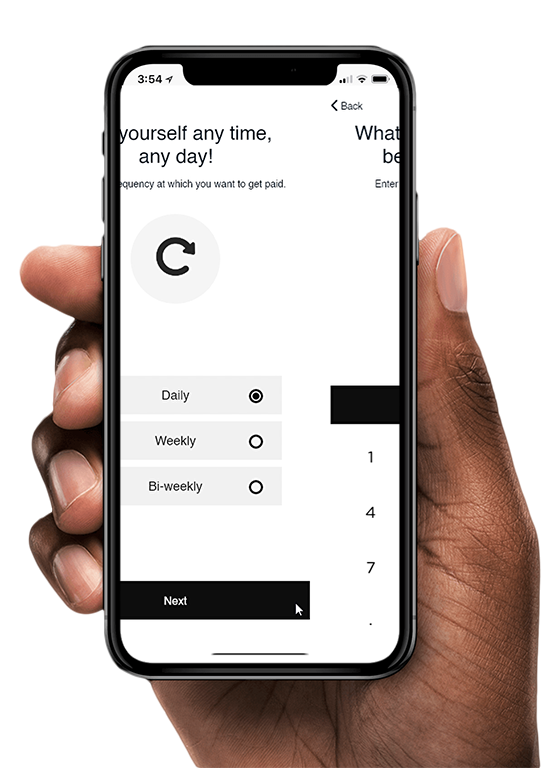 3:54
Back
yourself any time,
any day!
equency at which you want to get paid.
Daily
Weekly
Bi-weekly
Next
What
be
Enter
1
4
7
.